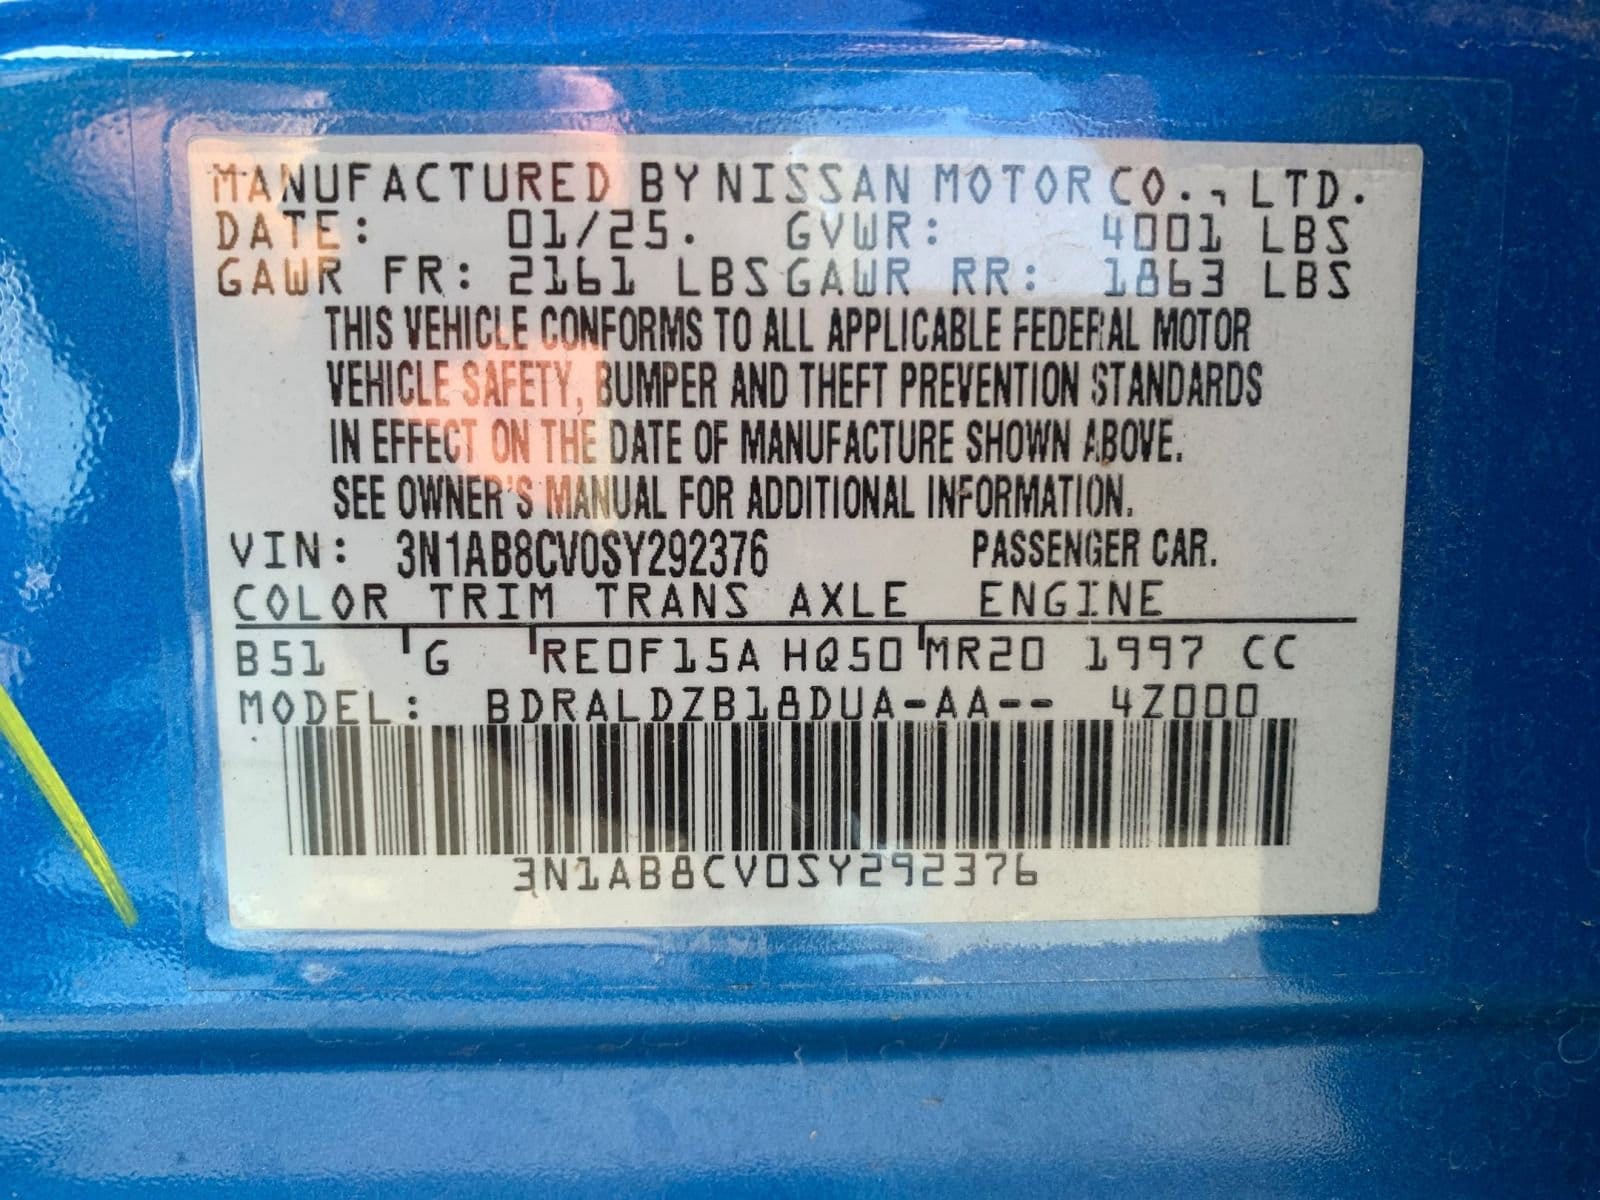 MANUFACTURED BY NISSAN MOTOR CO., LTD.
DATE: 01/25. GVWR: 4001 LBS
GAWR FR: 2161 LBS GAWR RR: 1863 LBS
THIS VEHICLE CONFORMS TO ALL APPLICABLE FEDERAL MOTOR
VEHICLE SAFETY, BUMPER AND THEFT PREVENTION STANDARDS
IN EFFECT ON THE DATE OF MANUFACTURE SHOWN ABOVE.
SEE OWNER'S MANUAL FOR ADDITIONAL INFORMATION.
VIN: 3N1AB8CV0SY292376 PASSENGER CAR.
COLOR TRIM TRANS AXLE ENGINE
B51 G RE0F15A HQ50 MR20 1997 CC
MODEL: BDRALDZB18DUA-AA-- 4Z000
3N1AB8CV0SY292376